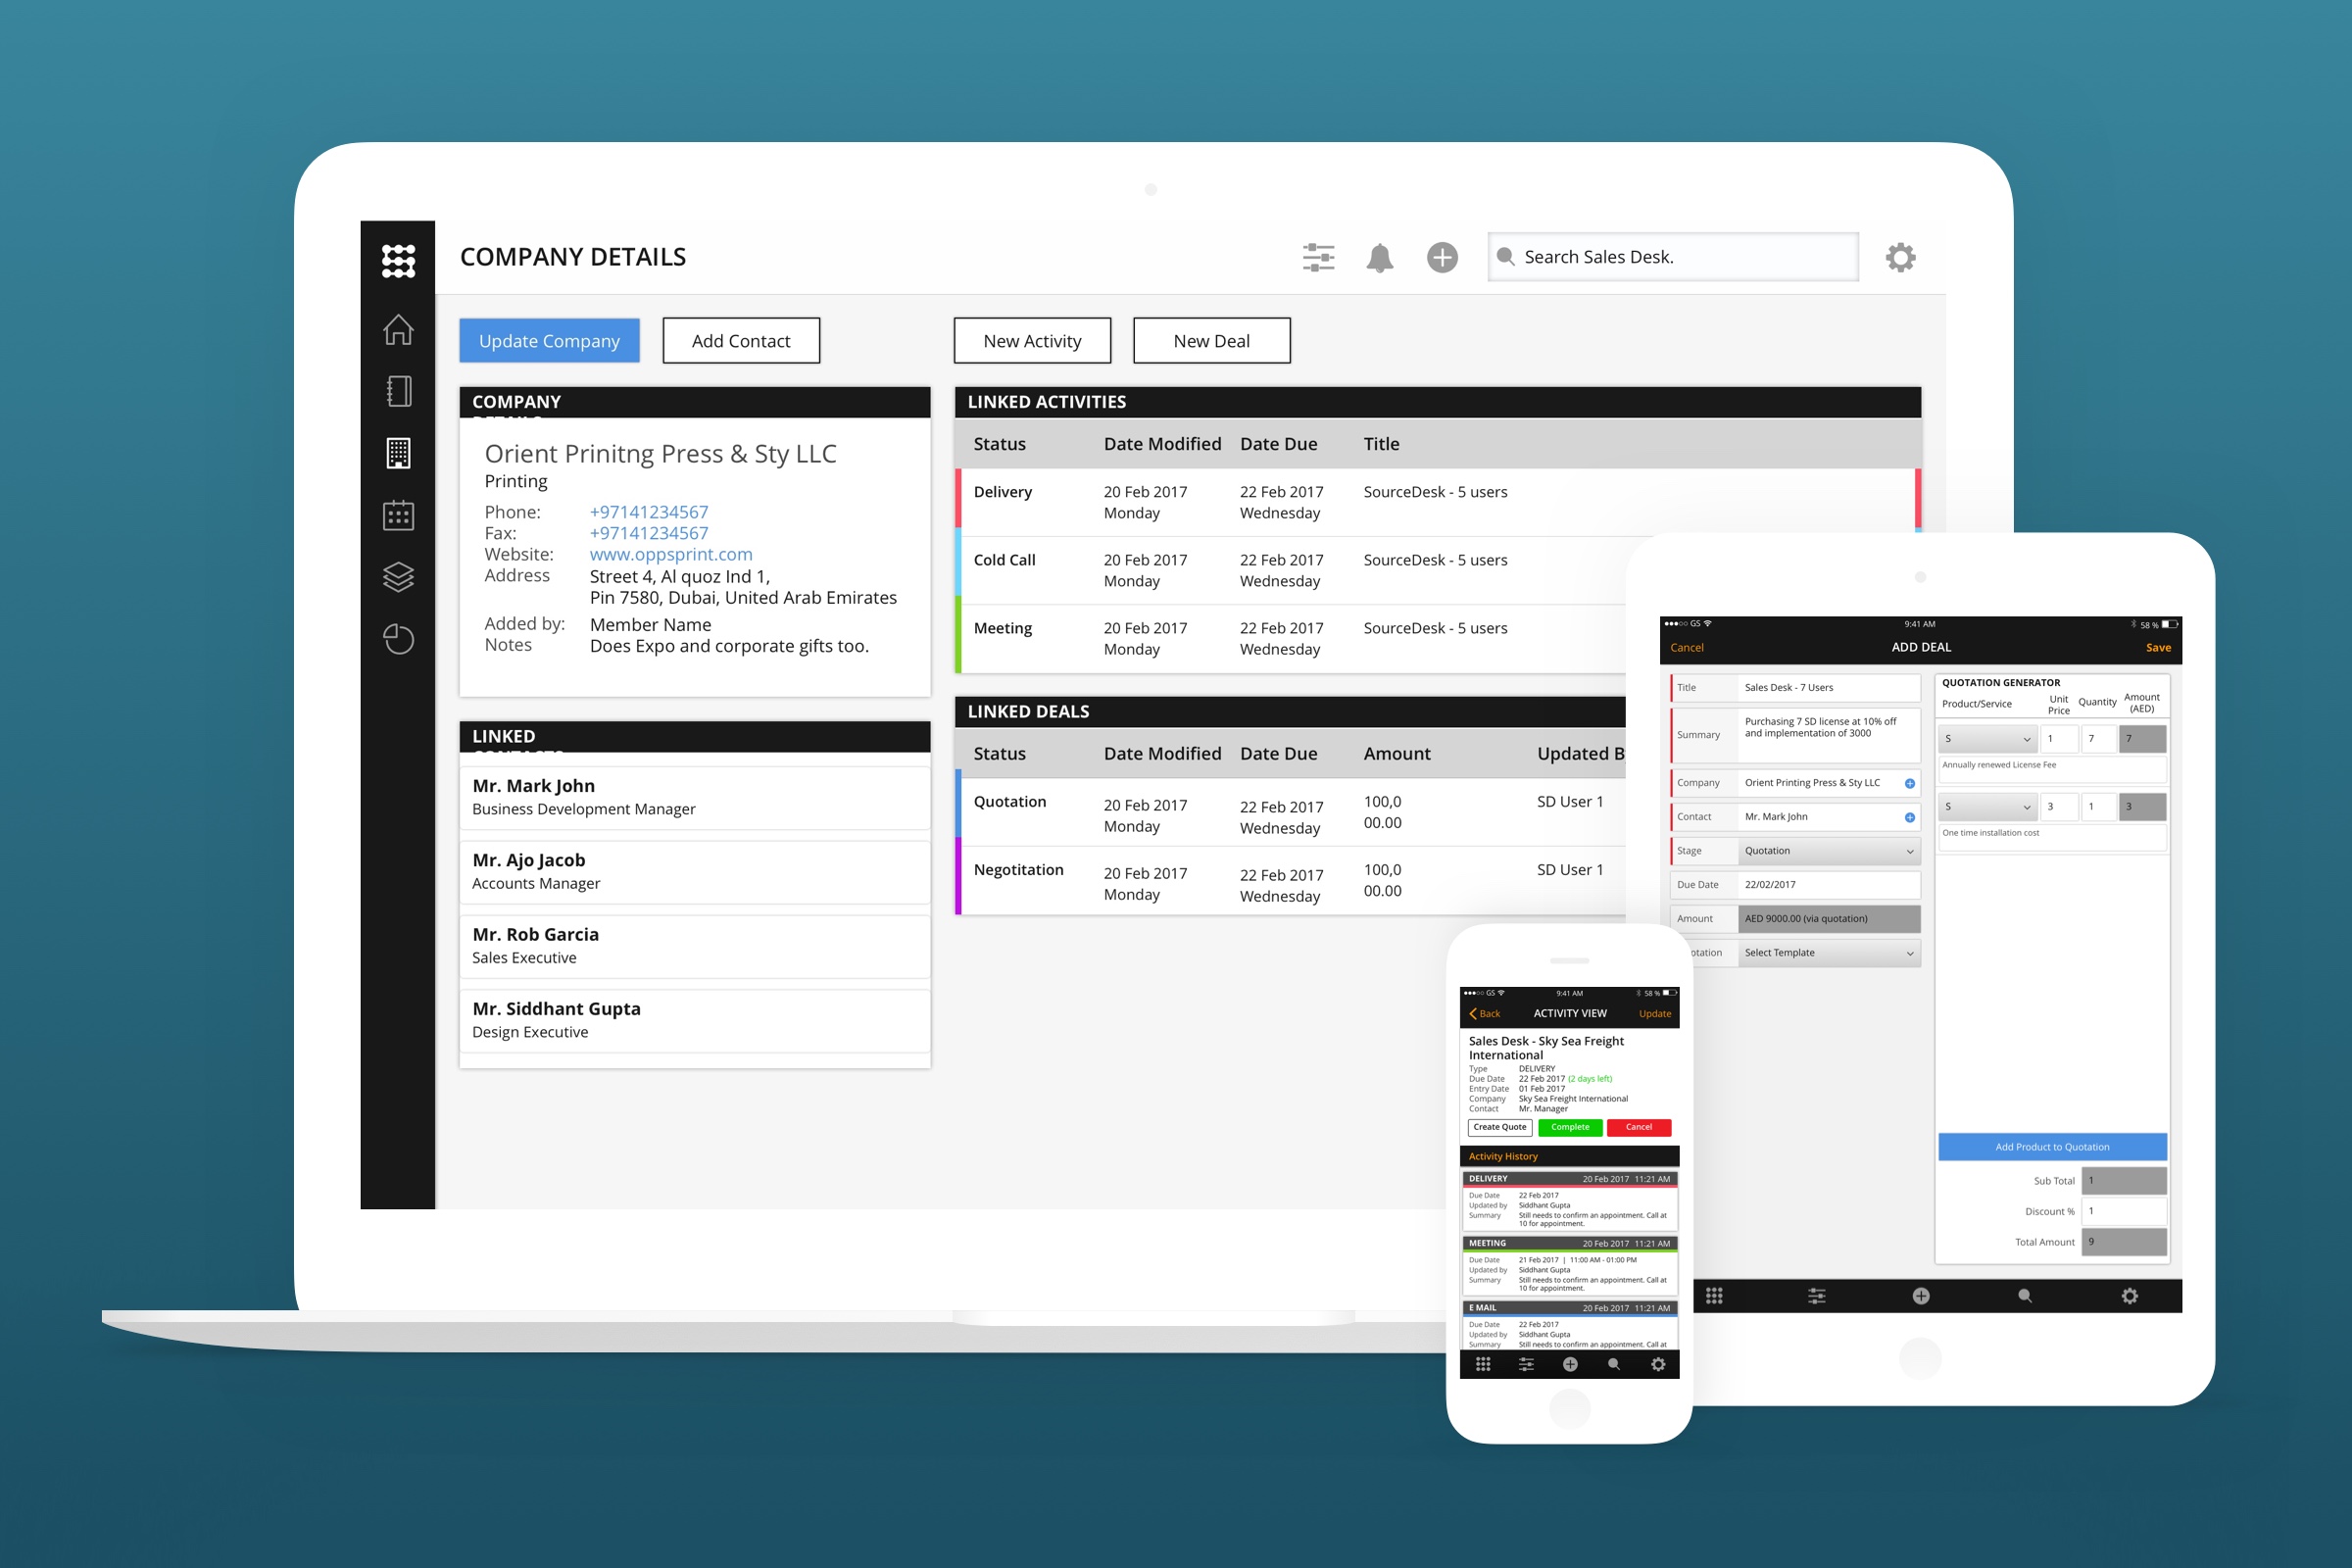 COMPANY DETAILS
Search Sales Desk.
Update Company
Add Contact
New Activity
New Deal
COMPANY
Orient Prinitng Press & Sty LLC
Printing
Phone: +97141234567
Fax: +97141234567
Website: www.oppsprint.com
Address Street 4, Al quoz Ind 1,
Pin 7580, Dubai, United Arab Emirates
Added by: Member Name
Notes Does Expo and corporate gifts too.
LINKED
Mr. Mark John
Business Development Manager
Mr. Ajo Jacob
Accounts Manager
Mr. Rob Garcia
Sales Executive
Mr. Siddhant Gupta
Design Executive
LINKED ACTIVITIES
Status Date Modified Date Due Title
Delivery 20 Feb 2017 22 Feb 2017 SourceDesk - 5 users
Monday Wednesday
Cold Call 20 Feb 2017 22 Feb 2017 SourceDesk - 5 users
Monday Wednesday
Meeting 20 Feb 2017 22 Feb 2017 SourceDesk - 5 users
Monday Wednesday
LINKED DEALS
Status Date Modified Date Due Amount Updated B
Quotation 20 Feb 2017 22 Feb 2017 100,0 SD User 1
Monday Wednesday 00.00
Negotitation 20 Feb 2017 22 Feb 2017 100,0 SD User 1
Monday Wednesday 00.00
GS 9:41 AM 58 %
Cancel ADD DEAL Save
Title Sales Desk - 7 Users
Summary Purchasing 7 SD license at 10% off
and implementation of 3000
Company Orient Printing Press & Sty LLC
Contact Mr. Mark John
Stage Quotation
Due Date 22/02/2017
Amount AED 9000.00 (via quotation)
otation Select Template
QUOTATION GENERATOR
Product/Service Unit Price Quantity Amount (AED)
S 1 7 7
Annually renewed License Fee
S 3 1 3
One time installation cost
Add Product to Quotation
Sub Total 1
Discount % 1
Total Amount 9
GS 9:41 AM 58 %
Back ACTIVITY VIEW Update
Sales Desk - Sky Sea Freight
International
Type DELIVERY
Due Date 22 Feb 2017 (2 days left)
Entry Date 01 Feb 2017
Company Sky Sea Freight International
Contact Mr. Manager
Create Quote Complete Cancel
Activity History
DELIVERY 20 Feb 2017 11:21 AM
Due Date 22 Feb 2017
Updated by Siddhant Gupta
Summary Still needs to confirm an appointment. Call at
10 for appointment.
MEETING 20 Feb 2017 11:21 AM
Due Date 21 Feb 2017 | 11:00 AM - 01:00 PM
Updated by Siddhant Gupta
Summary Still needs to confirm an appointment. Call at
10 for appointment.
E MAIL 20 Feb 2017 11:21 AM
Due Date 22 Feb 2017
Updated by Siddhant Gupta
Summary Still needs to confirm an appointment. Call at